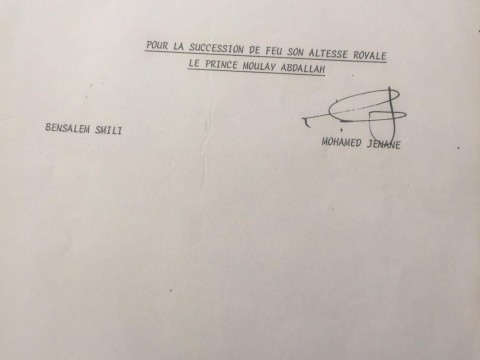 POUR LA SUCCESSION DE FEU SON ALTESSE ROYALE
LE PRINCE MOULAY ABDALLAH
BENSALEM SMILI
MOHAMED JENANE